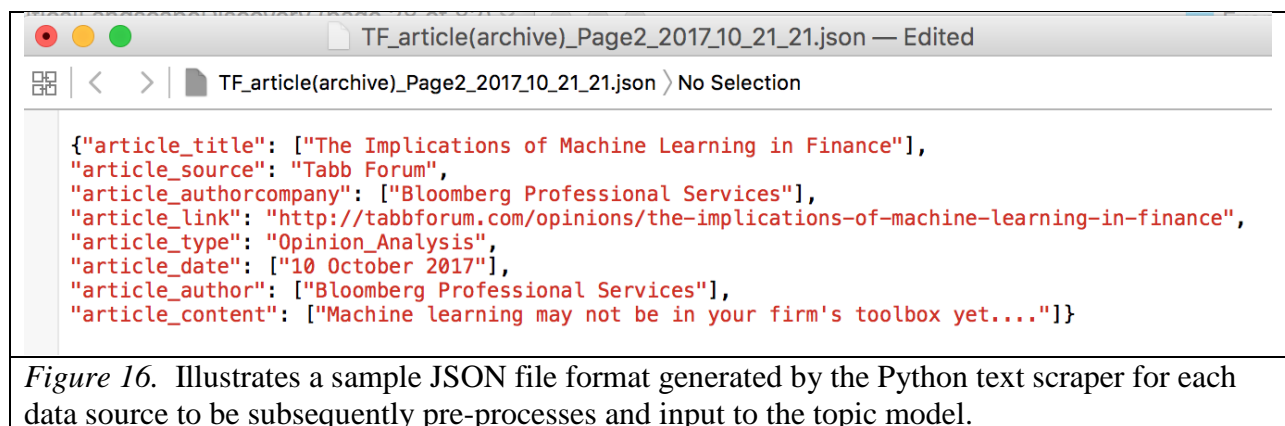 TF_article(archive)_Page2_2017_10_21_21.json — Edited
TF_article(archive)_Page2_2017_10_21_21.json 〉No Selection
{"article_title": ["The Implications of Machine Learning in Finance"],
"article_source": "Tabb Forum",
"article_authorcompany": ["Bloomberg Professional Services"],
"article_link": "http://tabbforum.com/opinions/the-implications-of-machine-learning-in-finance",
"article_type": "Opinion_Analysis",
"article_date": ["10 October 2017"],
"article_author": ["Bloomberg Professional Services"],
"article_content": ["Machine learning may not be in your firm's toolbox yet...."]}
Figure 16. Illustrates a sample JSON file format generated by the Python text scraper for each
data source to be subsequently pre-processes and input to the topic model.